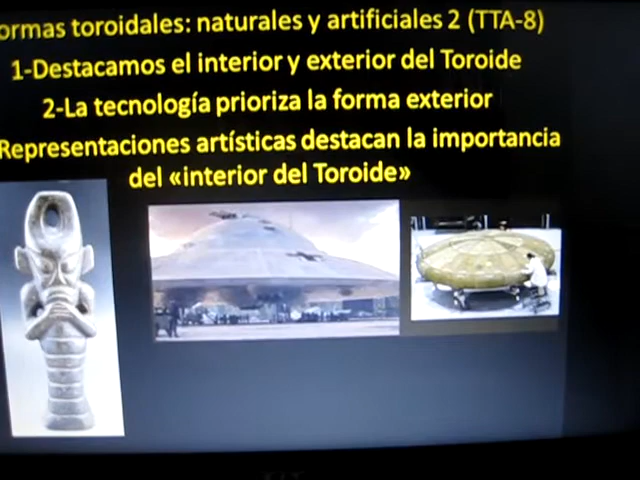 ormas toroidales: naturales y artificiales 2 (TTA-8)
1-Destacamos el interior y exterior del Toroide
2-La tecnología prioriza la forma exterior
Representaciones artísticas destacan la importancia
del «interior del Toroide»